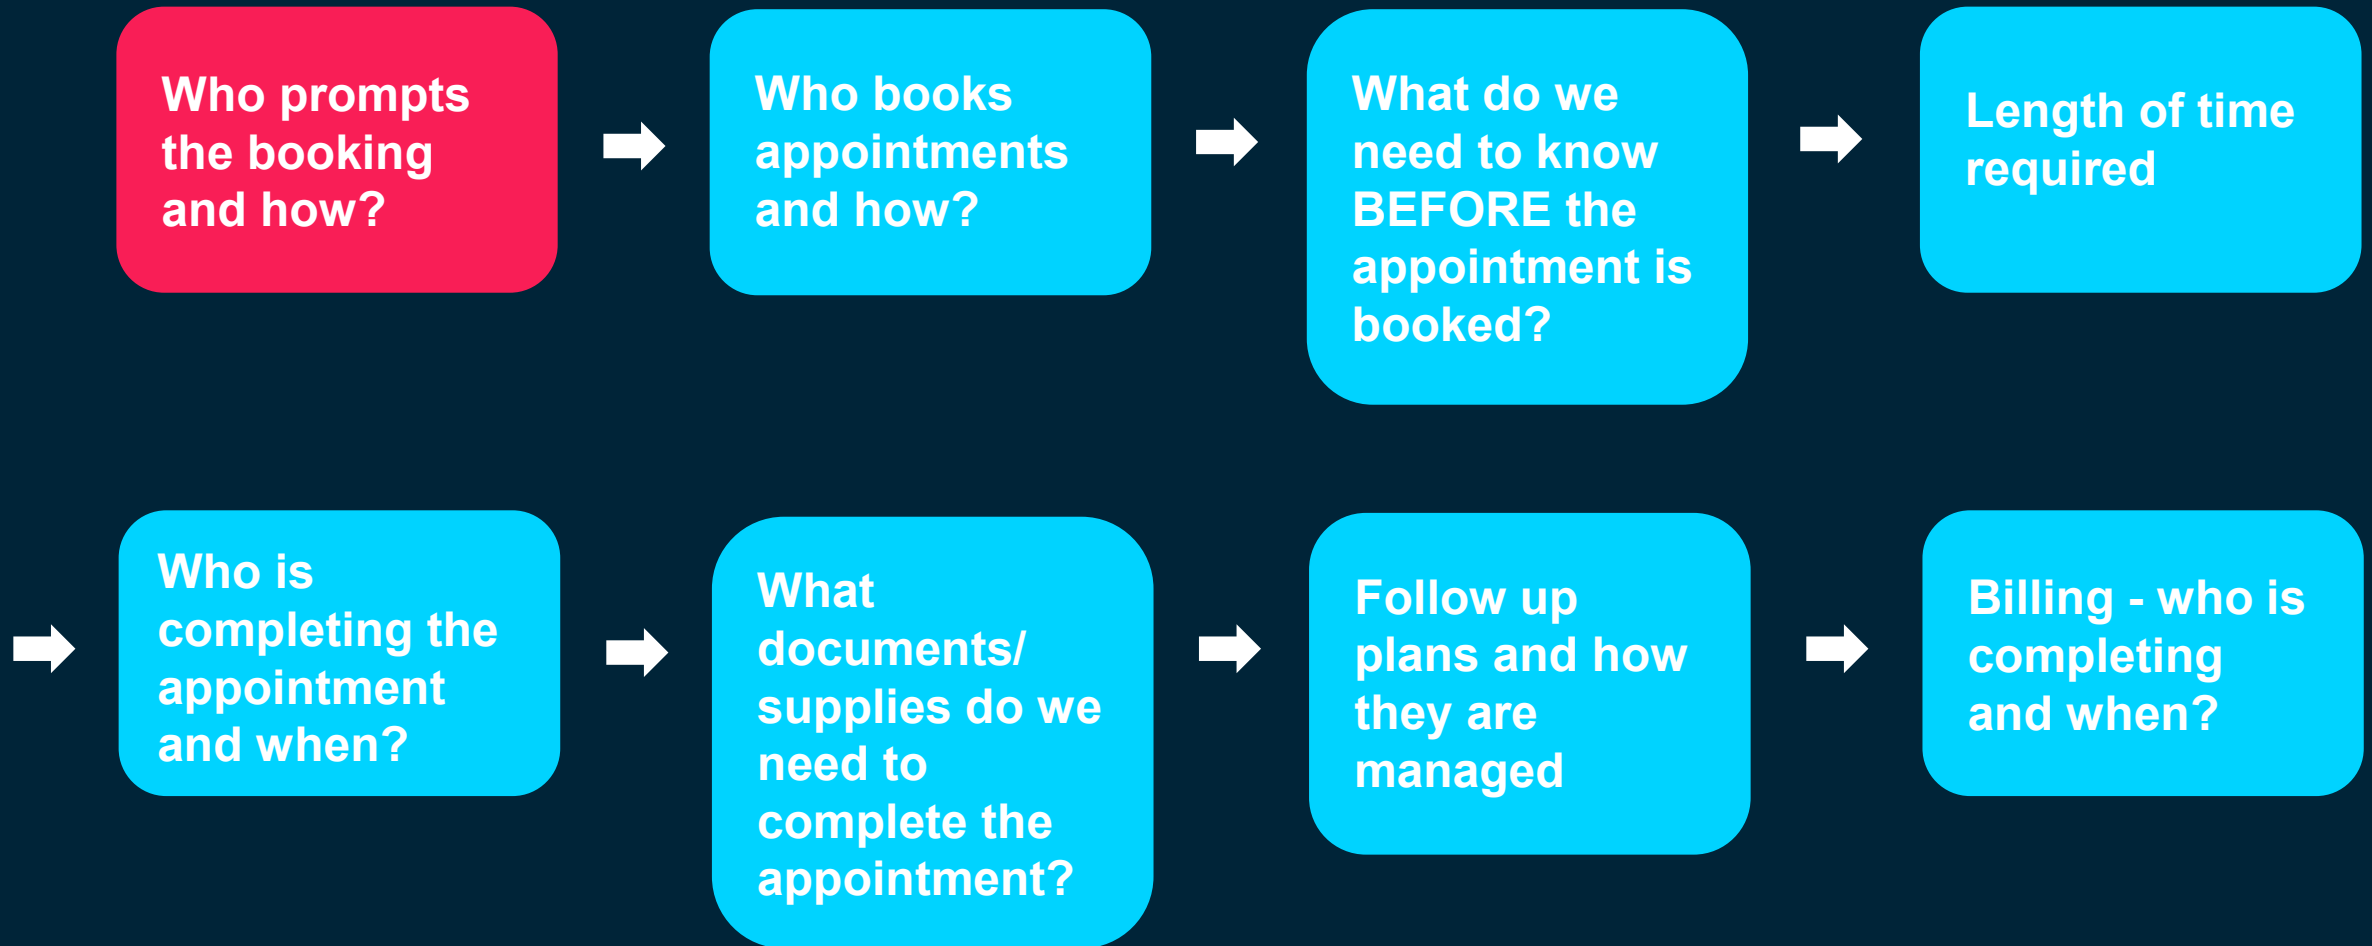 Who prompts
the booking
and how?
Who books
appointments
and how?
What do we
need to know
BEFORE the
appointment is
booked?
Length of time
required
Who is
completing the
appointment
and when?
What
documents/
supplies do we
need to
complete the
appointment?
Follow up
plans and how
they are
managed
Billing - who is
completing
and when?